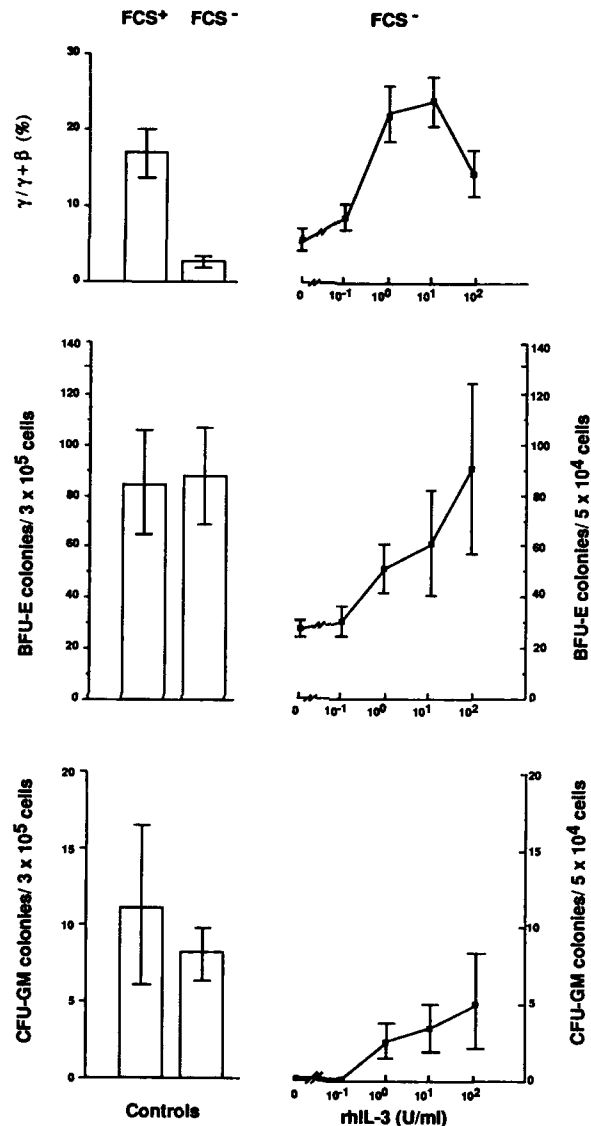 FCS+ FCS- FCS-
γ / γ + β (%)
30
20
10
0
0 10-1 100 101 102
BFU-E colonies/ 3 x 105 cells
140
120
100
80
60
40
20
0
0 10-1 100 101 102
140
120
100
80
60
40
20
0
BFU-E colonies/ 5 x 104 cells
CFU-GM colonies/ 3 x 105 cells
20
15
10
5
0
Controls
0 10-1 100 101 102
rhIL-3 (U/ml)
20
15
10
5
0
CFU-GM colonies/ 5 x 104 cells